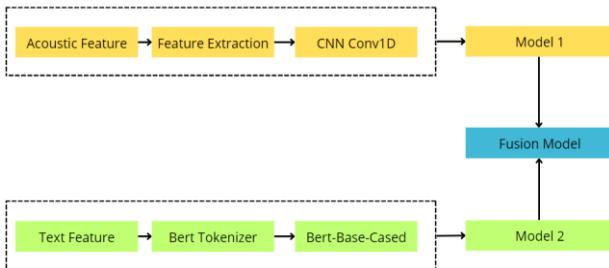 Acoustic Feature
Feature Extraction
CNN Conv1D
Model 1
Fusion Model
Text Feature
Bert Tokenizer
Bert-Base-Cased
Model 2